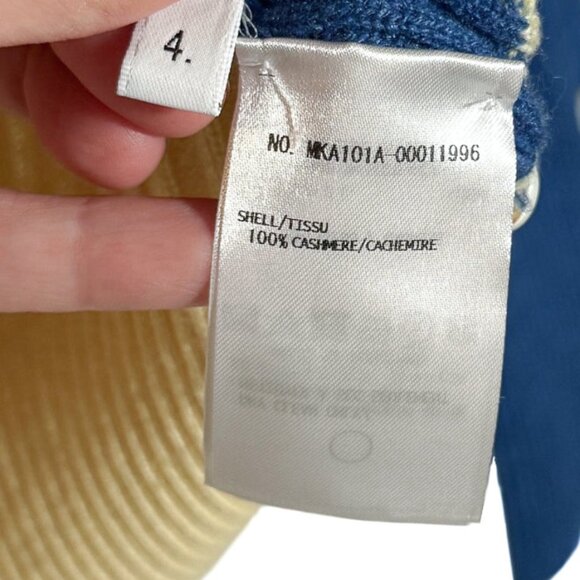 4.
NO. MKA101A-00011996
SHELL/TISSU
100% CASHMERE/CACHEMIRE